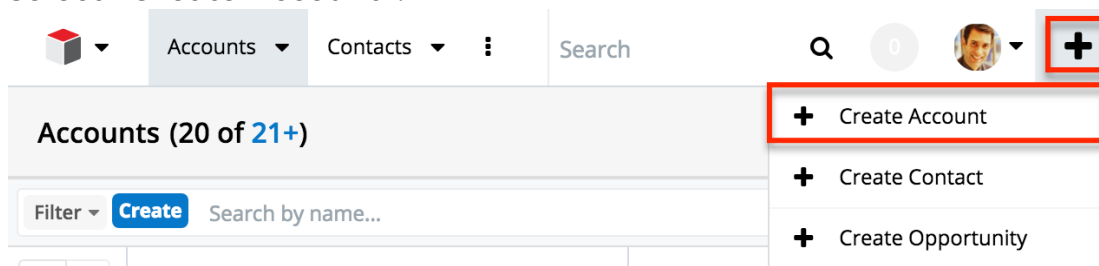 Accounts Contacts Search 0
Accounts (20 of 21+)
Create Account
Create Contact
Filter Create Search by name...
Create Opportunity